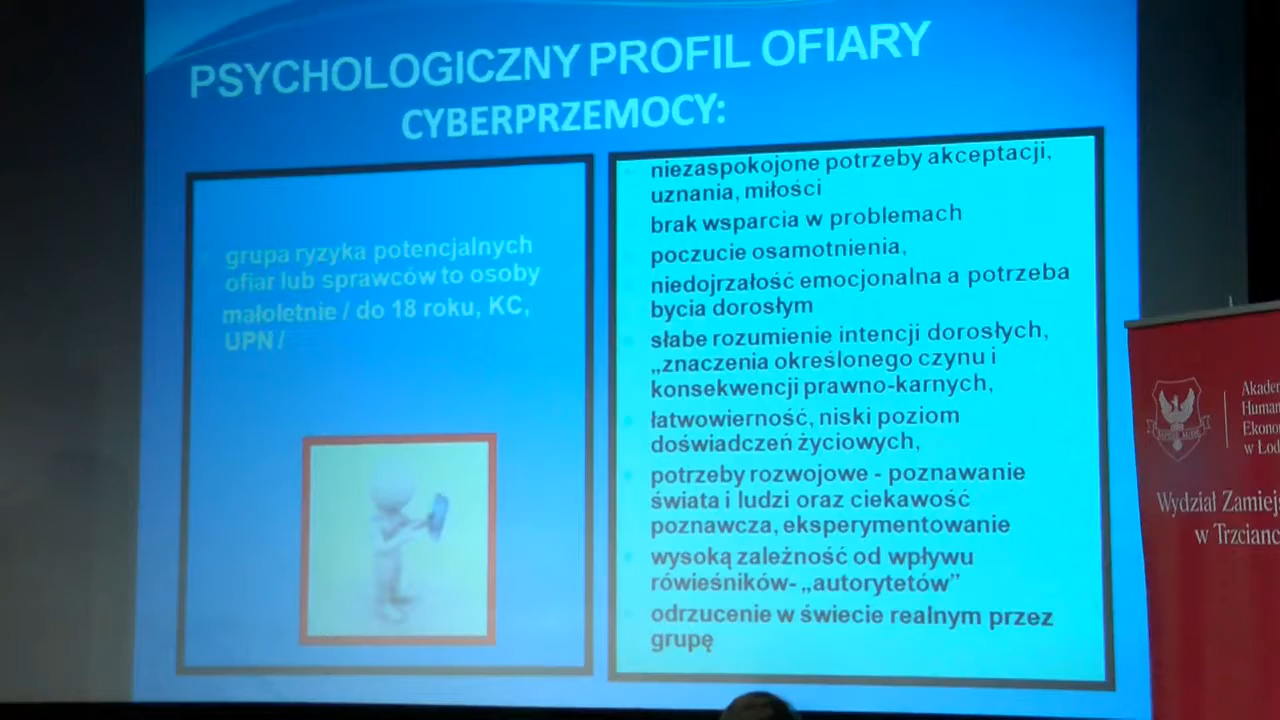 PSYCHOLOGICZNY PROFIL OFIARY
CYBERPRZEMOCY:
grupa ryzyka potencjalnych
ofiar lub sprawców to osoby
małoletnie / do 18 roku, KC,
UPN /
niezaspokojone potrzeby akceptacji,
uznania, miłości
brak wsparcia w problemach
poczucie osamotnienia,
niedojrzałość emocjonalna a potrzeba
bycia dorosłym
słabe rozumienie intencji dorosłych,
„znaczenia określonego czynu i
konsekwencji prawno-karnych,
łatwowierność, niski poziom
doświadczeń życiowych,
potrzeby rozwojowe - poznawanie
świata i ludzi oraz ciekawość
poznawcza, eksperymentowanie
wysoką zależność od wpływu
rówieśników- „autorytetów”
odrzucenie w świecie realnym przez
grupę
Akadem
Human
Ekono
w Łod
Wydział Zamiejs
w Trzcianc